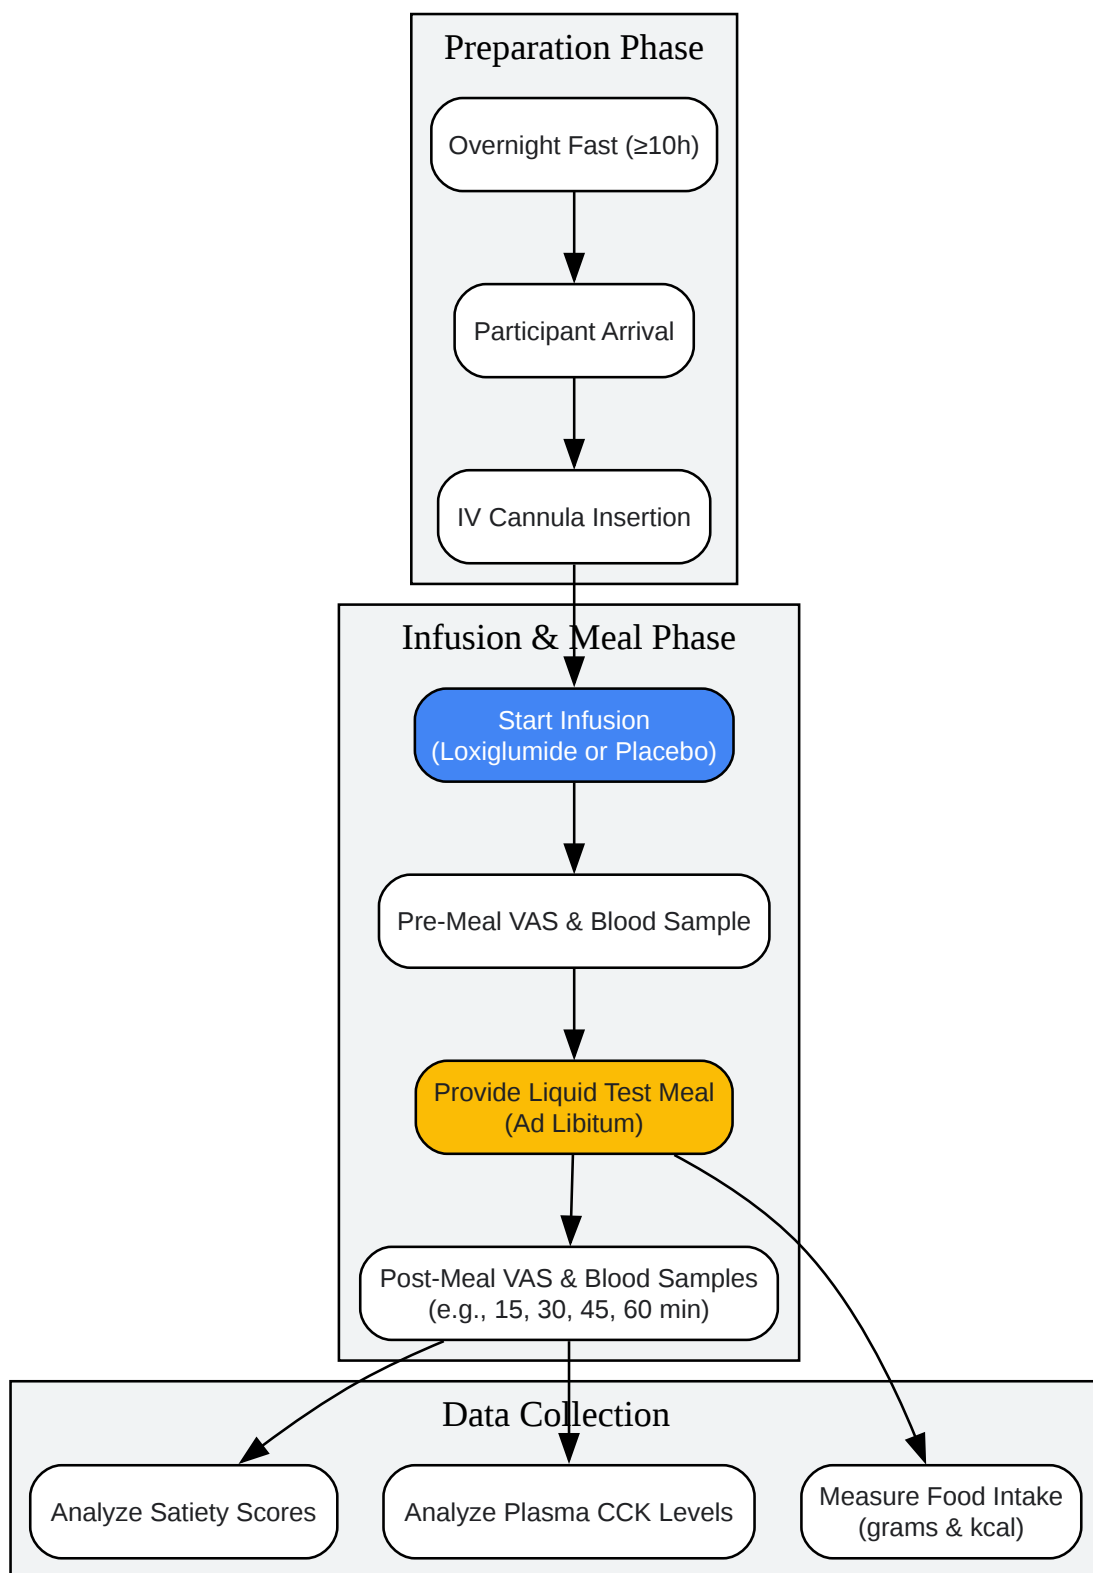 Preparation Phase
Overnight Fast (≥10h)
Participant Arrival
IV Cannula Insertion
Infusion & Meal Phase
Start Infusion
(Loxiglumide or Placebo)
Pre-Meal VAS & Blood Sample
Provide Liquid Test Meal
(Ad Libitum)
Post-Meal VAS & Blood Samples
(e.g., 15, 30, 45, 60 min)
Data Collection
Analyze Satiety Scores
Analyze Plasma CCK Levels
Measure Food Intake
(grams & kcal)